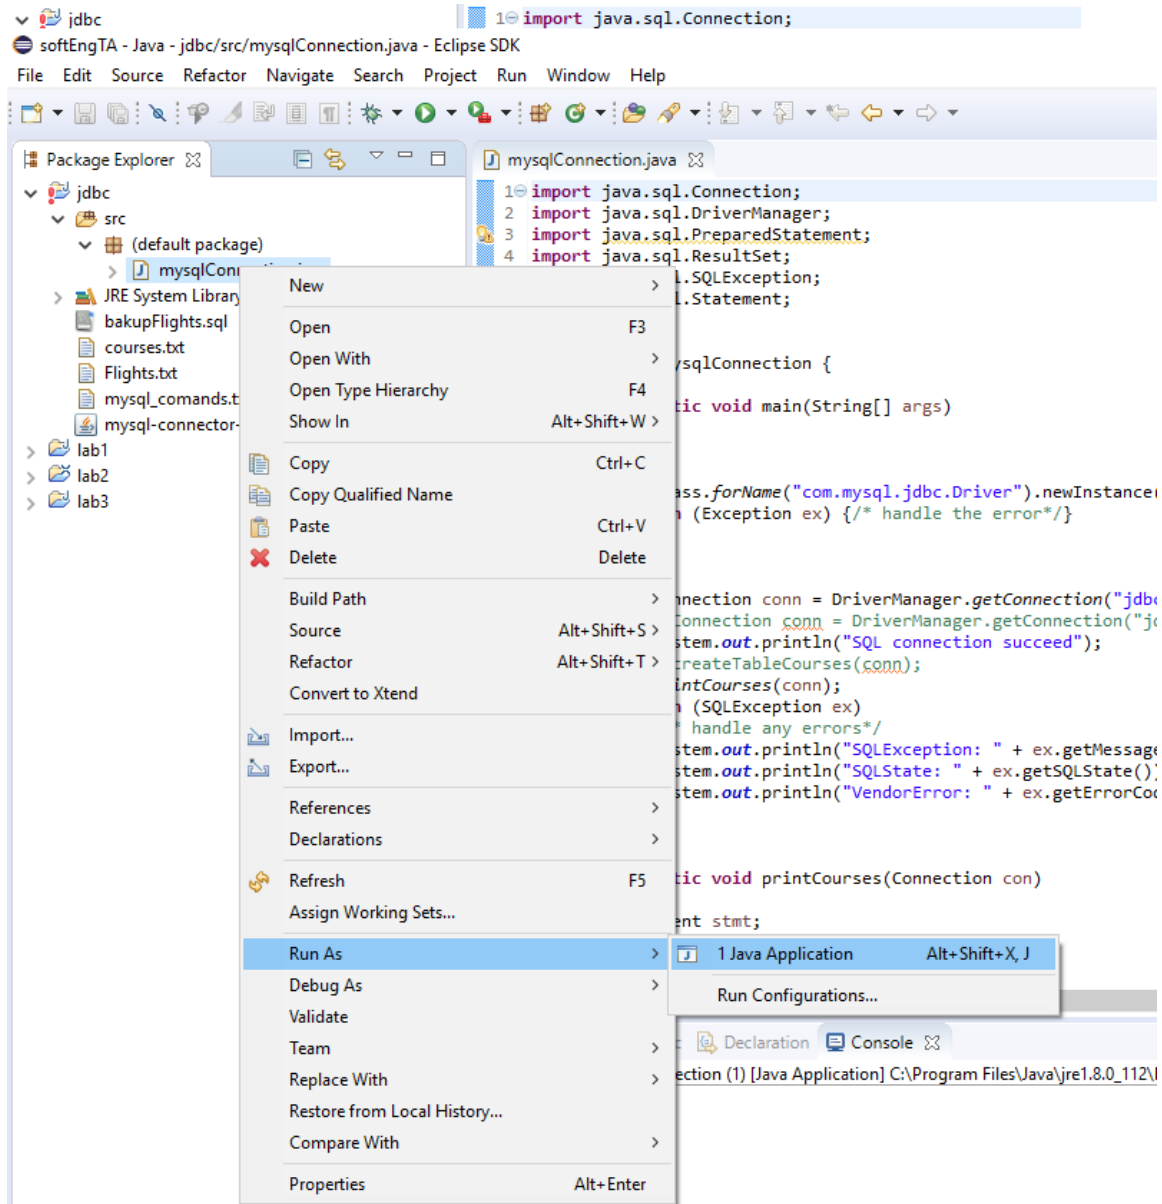 jdbc
1 import java.sql.Connection;
softEngTA - Java - jdbc/src/mysqlConnection.java - Eclipse SDK
File Edit Source Refactor Navigate Search Project Run Window Help
Package Explorer
mysqlConnection.java
jdbc
src
(default package)
mysqlConn
JRE System Library
bakupFlights.sql
courses.txt
Flights.txt
mysql_comands.t
mysql-connector-
lab1
lab2
lab3
1 import java.sql.Connection;
2 import java.sql.DriverManager;
3 import java.sql.PreparedStatement;
4 import java.sql.ResultSet;
l.SQLException;
l.Statement;
ysqlConnection {
tic void main(String[] args)
ass.forName("com.mysql.jdbc.Driver").newInstance(
(Exception ex) {/* handle the error*/}
nnection conn = DriverManager.getConnection("jdbc
Connection conn = DriverManager.getConnection("jd
stem.out.println("SQL connection succeed");
createTableCourses(conn);
intCourses(conn);
(SQLException ex)
* handle any errors*/
stem.out.println("SQLException: " + ex.getMessage
stem.out.println("SQLState: " + ex.getSQLState()
stem.out.println("VendorError: " + ex.getErrorCod
tic void printCourses(Connection con)
ent stmt;
New
Open F3
Open With
Open Type Hierarchy F4
Show In Alt+Shift+W
Copy Ctrl+C
Copy Qualified Name
Paste Ctrl+V
Delete Delete
Build Path
Source Alt+Shift+S
Refactor Alt+Shift+T
Convert to Xtend
Import...
Export...
References
Declarations
Refresh F5
Assign Working Sets...
Run As
Debug As
Validate
Team
Replace With
Restore from Local History...
Compare With
Properties Alt+Enter
1 Java Application Alt+Shift+X, J
Run Configurations...
Declaration Console
ection (1) [Java Application] C:\Program Files\Java\jre1.8.0_112\